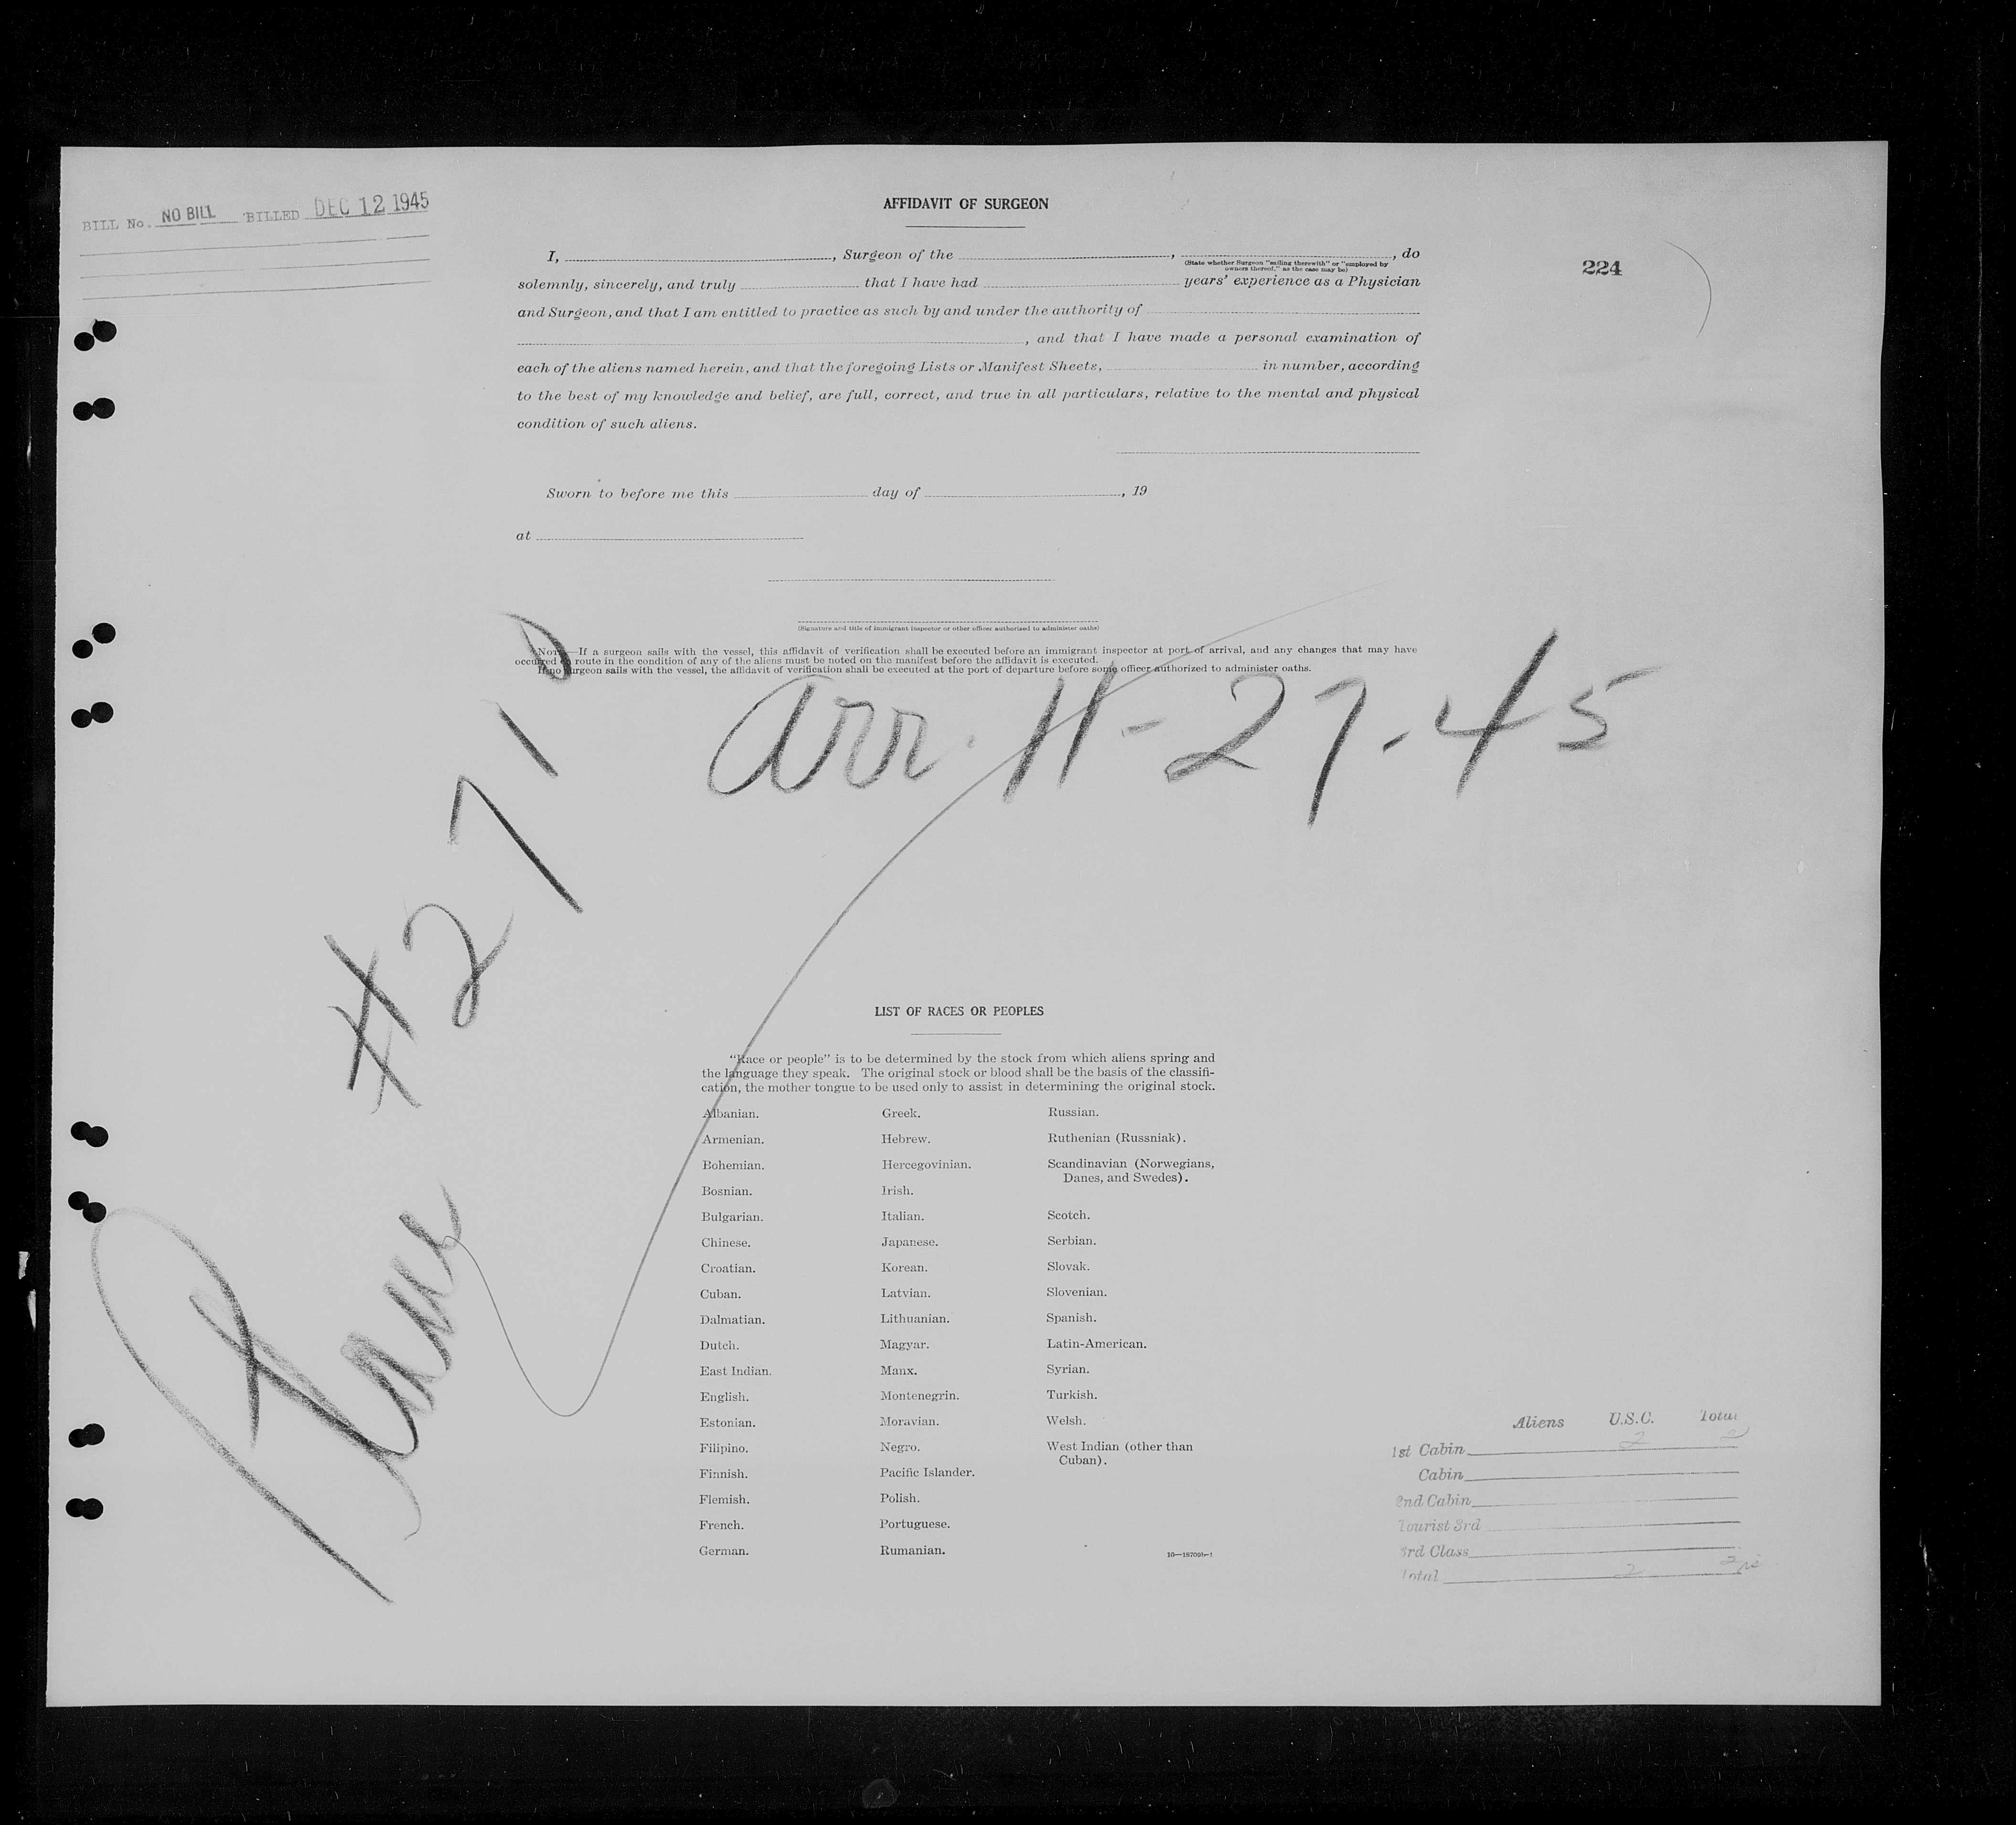 BILL No. NO BILL BILLED DEC 12 1945
AFFIDAVIT OF SURGEON
224
I, , Surgeon of the , , do
(State whether Surgeon "sailing therewith" or "employed by
owners thereof," as the case may be)
solemnly, sincerely, and truly that I have had years' experience as a Physician
and Surgeon, and that I am entitled to practice as such by and under the authority of
, and that I have made a personal examination of
each of the aliens named herein, and that the foregoing Lists or Manifest Sheets, in number, according
to the best of my knowledge and belief, are full, correct, and true in all particulars, relative to the mental and physical
condition of such aliens.
Sworn to before me this day of , 19
at
(Signature and title of immigrant inspector or other officer authorized to administer oaths)
NOTE.—If a surgeon sails with the vessel, this affidavit of verification shall be executed before an immigrant inspector at port of arrival, and any changes that may have
occurred en route in the condition of any of the aliens must be noted on the manifest before the affidavit is executed.
If no surgeon sails with the vessel, the affidavit of verification shall be executed at the port of departure before some officer authorized to administer oaths.
Arr. 11-27-45
Plane #271
LIST OF RACES OR PEOPLES
"Race or people" is to be determined by the stock from which aliens spring and
the language they speak. The original stock or blood shall be the basis of the classifi-
cation, the mother tongue to be used only to assist in determining the original stock.
Albanian. Greek. Russian.
Armenian. Hebrew. Ruthenian (Russniak).
Bohemian. Hercegovinian. Scandinavian (Norwegians,
Danes, and Swedes).
Bosnian. Irish.
Bulgarian. Italian. Scotch.
Chinese. Japanese. Serbian.
Croatian. Korean. Slovak.
Cuban. Latvian. Slovenian.
Dalmatian. Lithuanian. Spanish.
Dutch. Magyar. Latin-American.
East Indian. Manx. Syrian.
English. Montenegrin. Turkish.
Estonian. Moravian. Welsh.
Filipino. Negro. West Indian (other than
Cuban).
Finnish. Pacific Islander.
Flemish. Polish.
French. Portuguese.
German. Rumanian.
Aliens U.S.C. Total
1st Cabin 2 2
Cabin
2nd Cabin
Tourist 3rd
3rd Class
Total 2 2